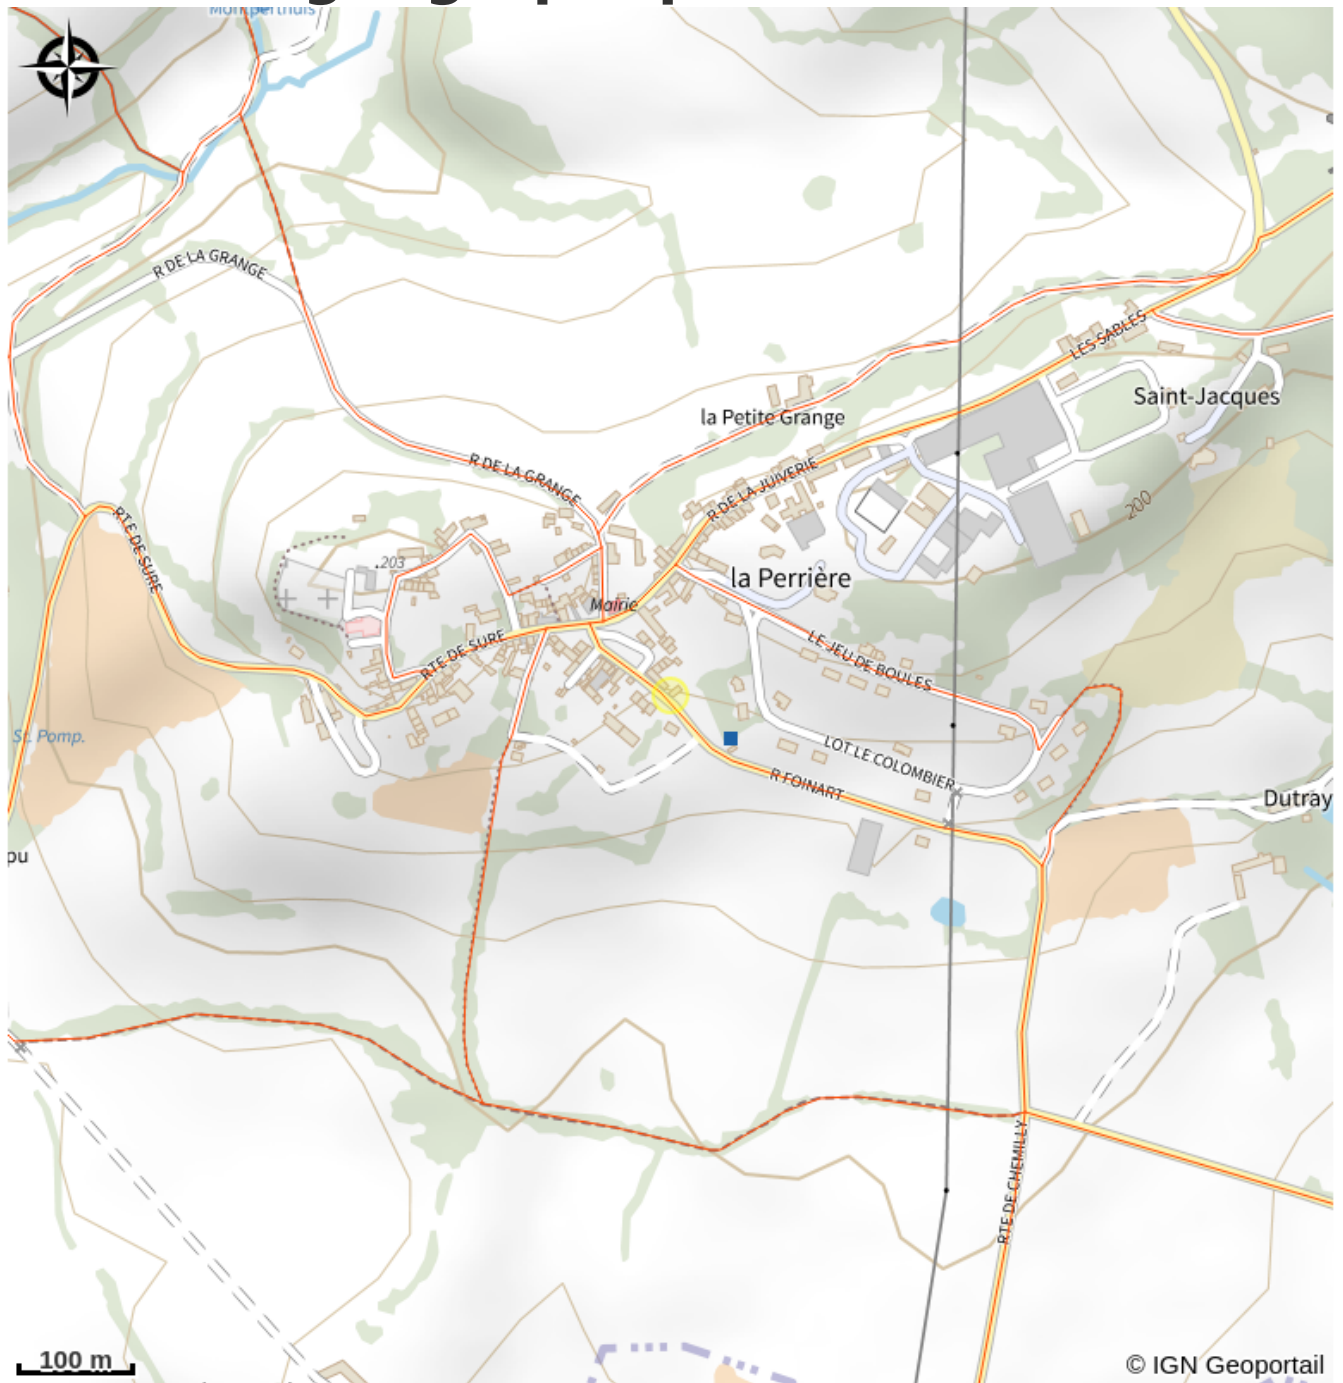 Montperthuis
R DE LA GRANGE
LES SABLES
Saint-Jacques
la Petite Grange
R DE LA GRANGE
R DE LA JUIVERIE
200
RTE DE SURE
.203
la Perrière
Mairie
RTE DE SURE
LE JEU DE BOULES
St. Pomp.
LOT LE COLOMBIER
R FOINART
Dutray
pu
RTE DE CHEMILLY
100 m
© IGN Geoportail